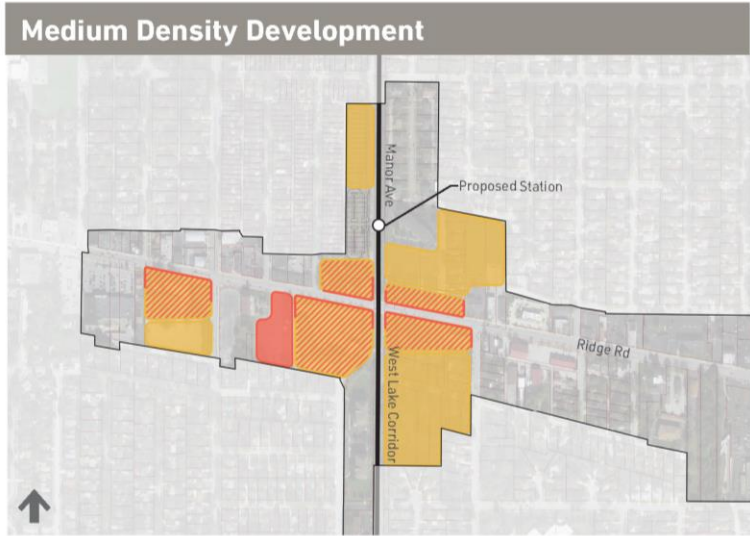 Medium Density Development
Manor Ave
Proposed Station
Ridge Rd
West Lake Corridor